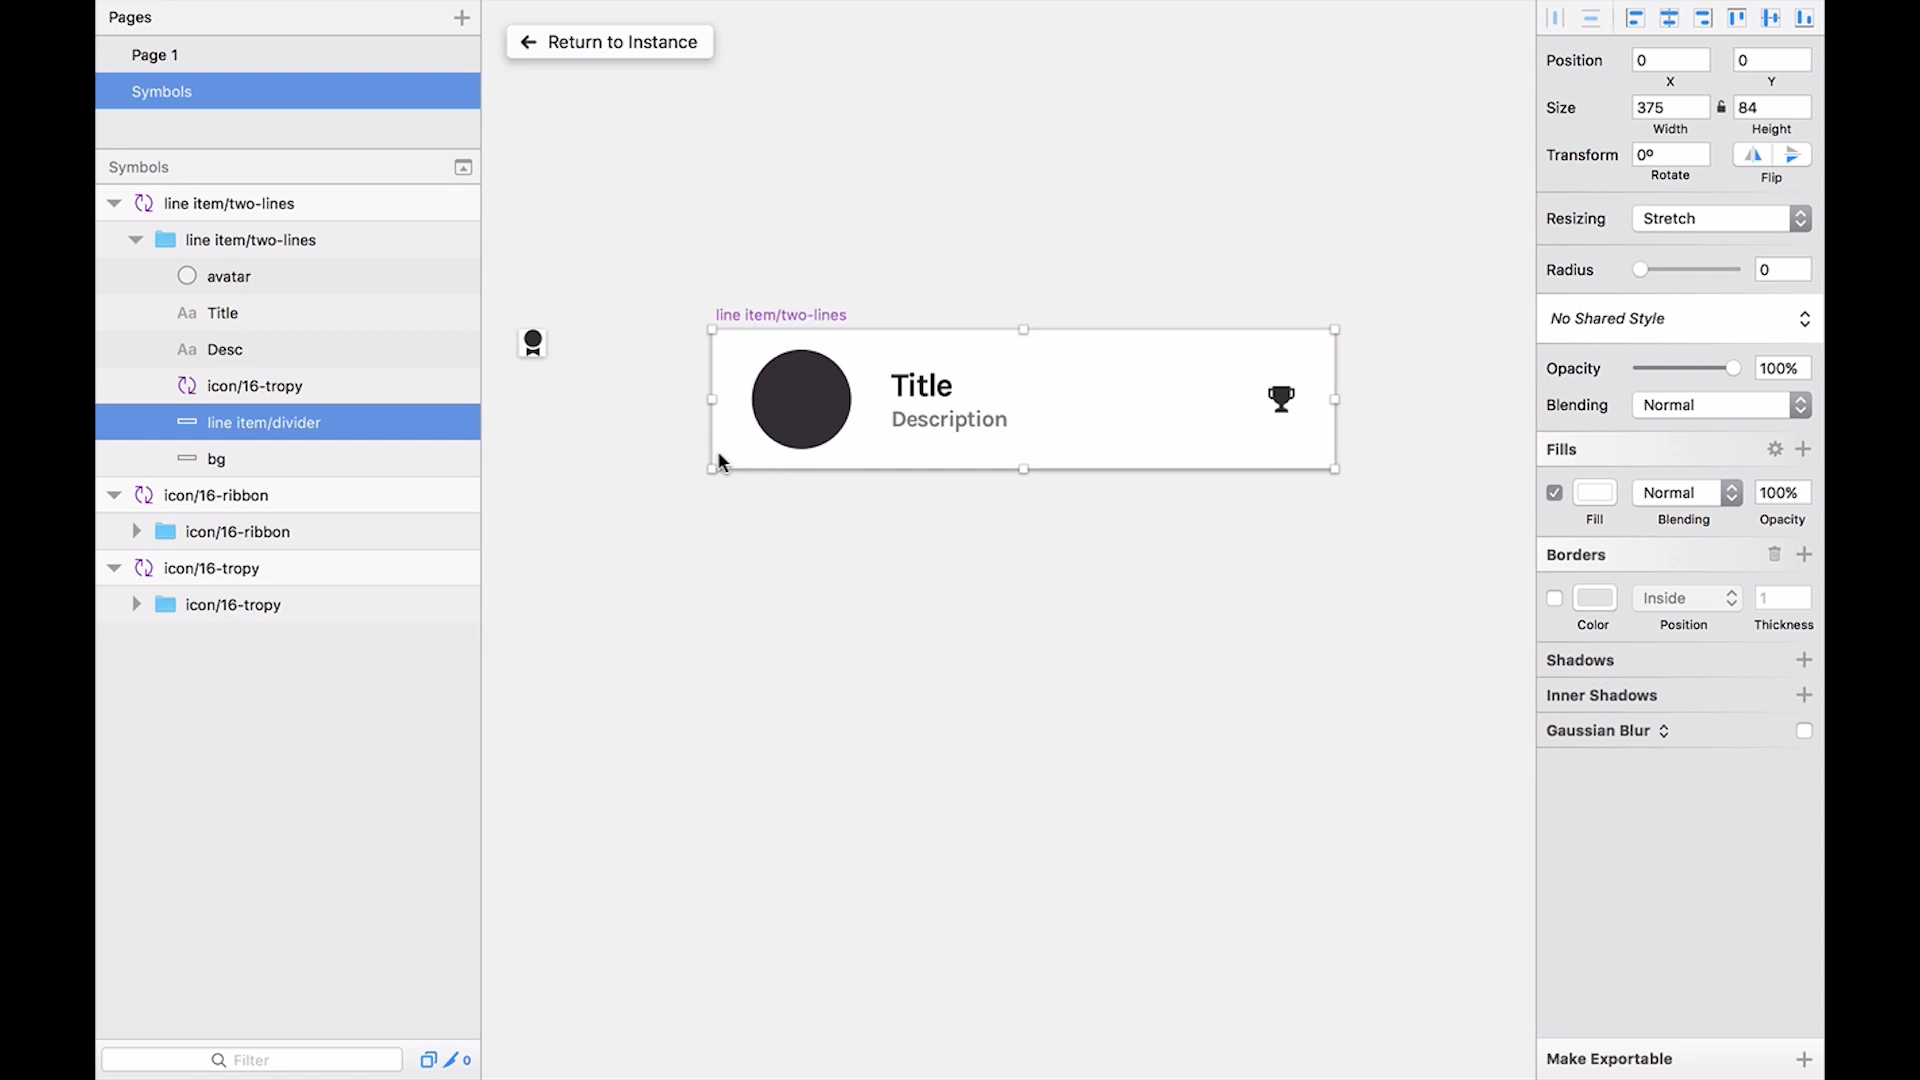 Pages
Page 1
Symbols
Symbols
line item/two-lines
line item/two-lines
avatar
Aa Title
Aa Desc
icon/16-tropy
line item/divider
bg
icon/16-ribbon
icon/16-ribbon
icon/16-tropy
icon/16-tropy
Filter
0
Return to Instance
line item/two-lines
Title
Description
Position 0 0
X Y
Size 375 84
Width Height
Transform 0º
Rotate Flip
Resizing Stretch
Radius 0
No Shared Style
Opacity 100%
Blending Normal
Fills
Normal 100%
Fill Blending Opacity
Borders
Inside 1
Color Position Thickness
Shadows
Inner Shadows
Gaussian Blur
Make Exportable